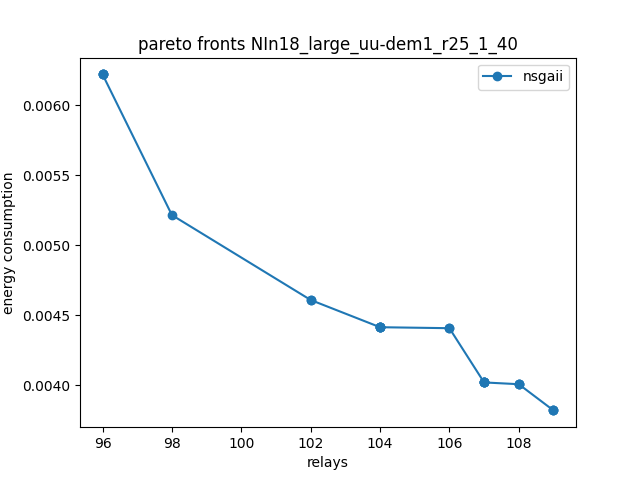 pareto fronts NIn18_large_uu-dem1_r25_1_40
nsgaii
0.0060
0.0055
0.0050
0.0045
0.0040
energy consumption
96 98 100 102 104 106 108
relays